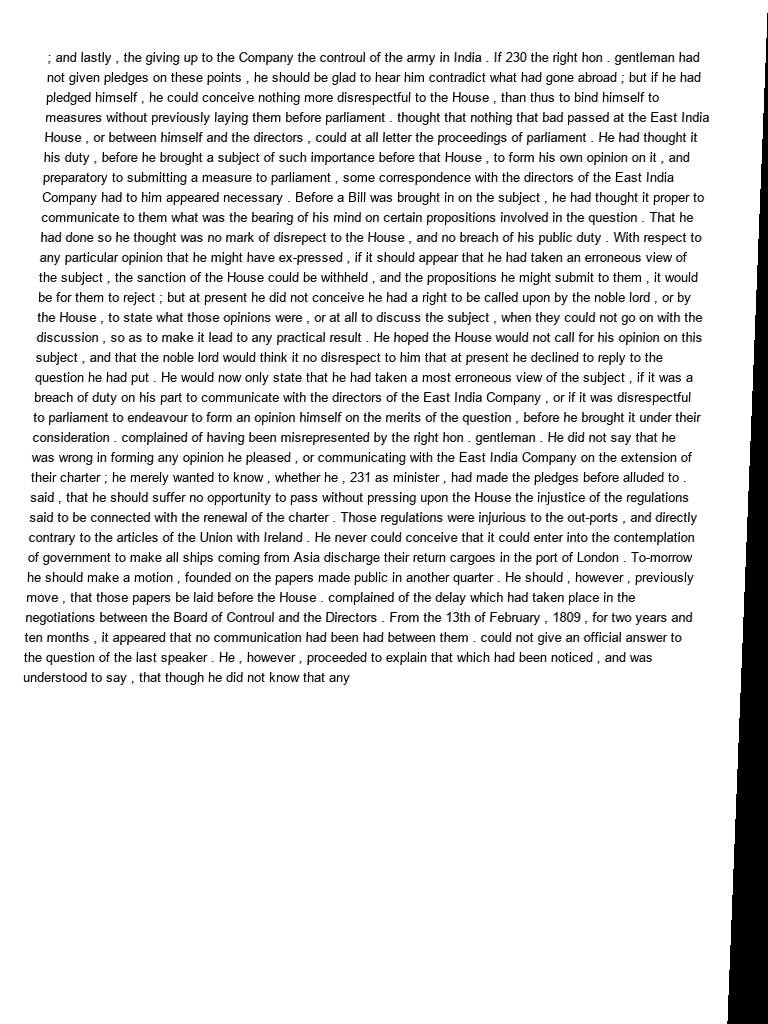 ; and lastly , the giving up to the Company the controul of the army in India . If 230 the right hon . gentleman had
not given pledges on these points , he should be glad to hear him contradict what had gone abroad ; but if he had
pledged himself , he could conceive nothing more disrespectful to the House , than thus to bind himself to
measures without previously laying them before parliament . thought that nothing that bad passed at the East India
House , or between himself and the directors , could at all letter the proceedings of parliament . He had thought it
his duty , before he brought a subject of such importance before that House , to form his own opinion on it , and
preparatory to submitting a measure to parliament , some correspondence with the directors of the East India
Company had to him appeared necessary . Before a Bill was brought in on the subject , he had thought it proper to
communicate to them what was the bearing of his mind on certain propositions involved in the question . That he
had done so he thought was no mark of disrepect to the House , and no breach of his public duty . With respect to
any particular opinion that he might have ex-pressed , if it should appear that he had taken an erroneous view of
the subject , the sanction of the House could be withheld , and the propositions he might submit to them , it would
be for them to reject ; but at present he did not conceive he had a right to be called upon by the noble lord , or by
the House , to state what those opinions were , or at all to discuss the subject , when they could not go on with the
discussion , so as to make it lead to any practical result . He hoped the House would not call for his opinion on this
subject , and that the noble lord would think it no disrespect to him that at present he declined to reply to the
question he had put . He would now only state that he had taken a most erroneous view of the subject , if it was a
breach of duty on his part to communicate with the directors of the East India Company , or if it was disrespectful
to parliament to endeavour to form an opinion himself on the merits of the question , before he brought it under their
consideration . complained of having been misrepresented by the right hon . gentleman . He did not say that he
was wrong in forming any opinion he pleased , or communicating with the East India Company on the extension of
their charter ; he merely wanted to know , whether he , 231 as minister , had made the pledges before alluded to .
said , that he should suffer no opportunity to pass without pressing upon the House the injustice of the regulations
said to be connected with the renewal of the charter . Those regulations were injurious to the out-ports , and directly
contrary to the articles of the Union with Ireland . He never could conceive that it could enter into the contemplation
of government to make all ships coming from Asia discharge their return cargoes in the port of London . To-morrow
he should make a motion , founded on the papers made public in another quarter . He should , however , previously
move , that those papers be laid before the House . complained of the delay which had taken place in the
negotiations between the Board of Controul and the Directors . From the 13th of February , 1809 , for two years and
ten months , it appeared that no communication had been had between them . could not give an official answer to
the question of the last speaker . He , however , proceeded to explain that which had been noticed , and was
understood to say , that though he did not know that any